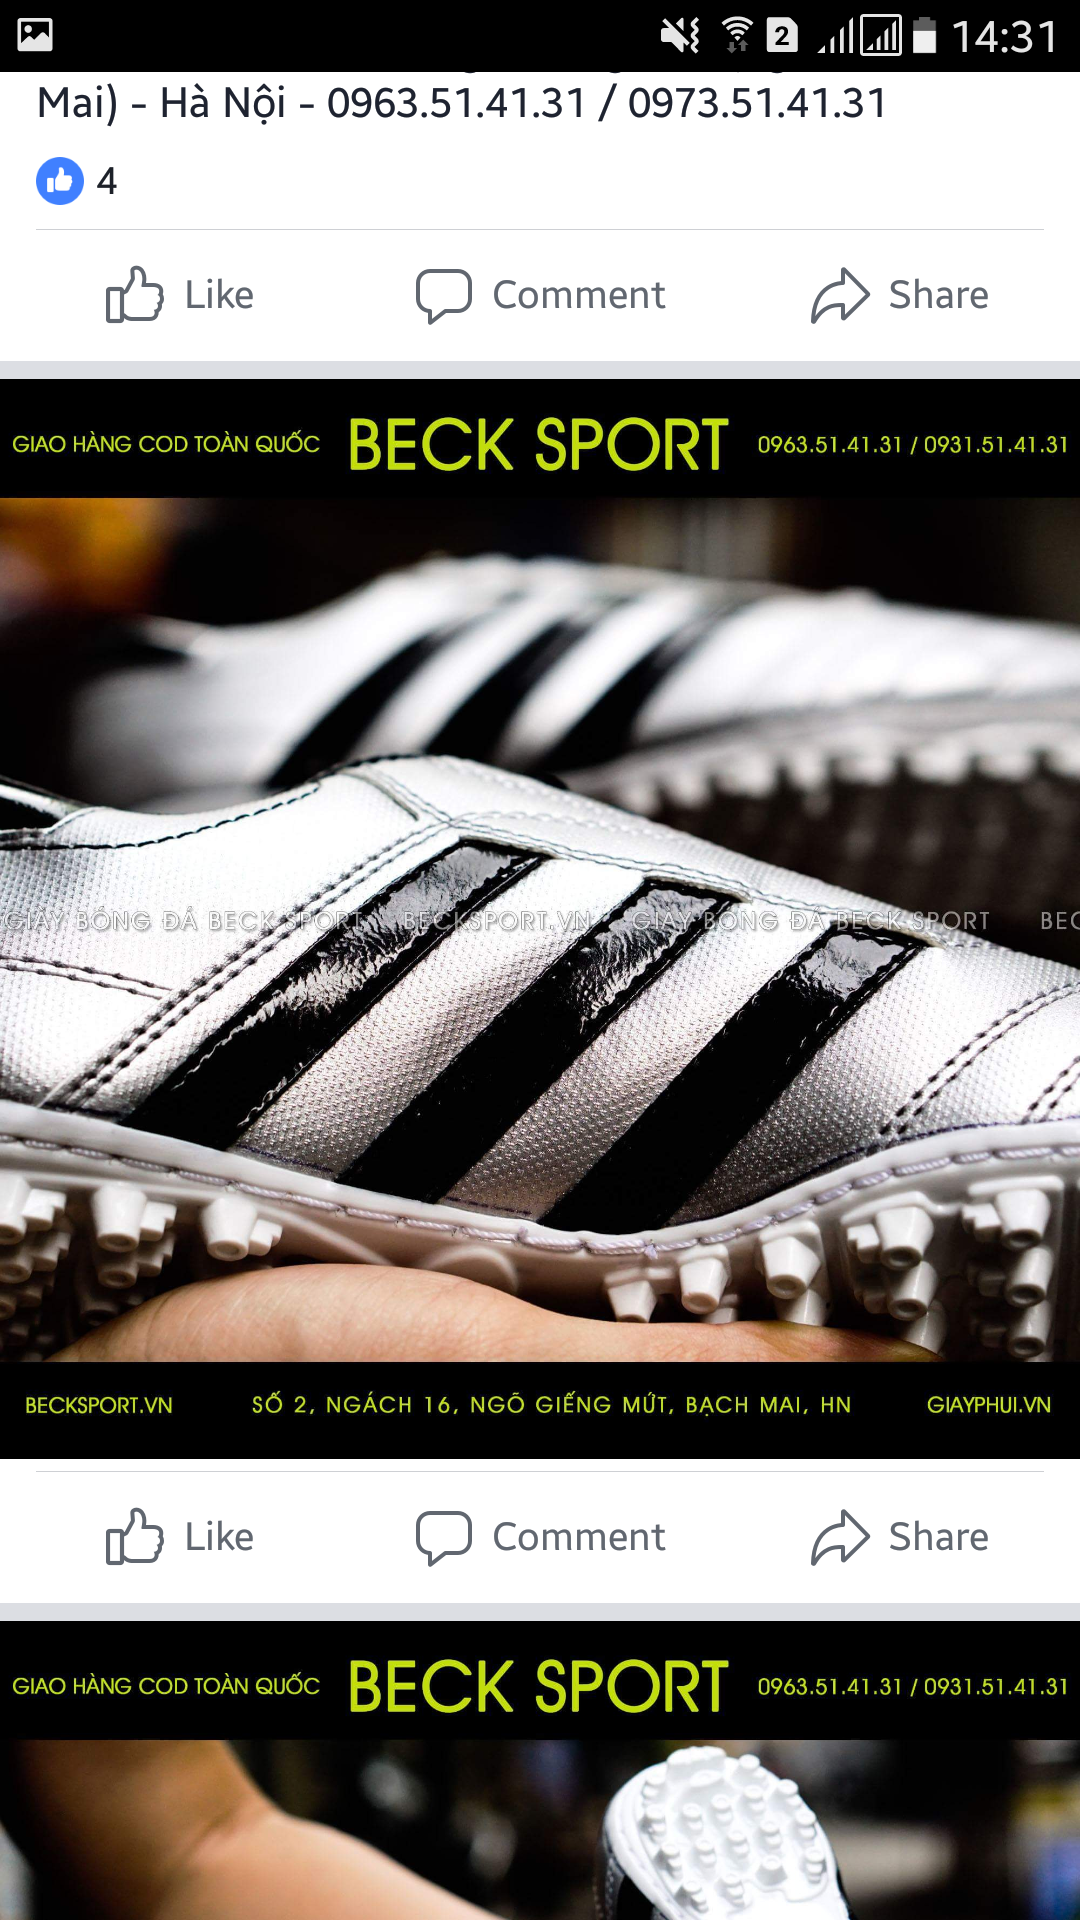 2 14:31
Mai) - Hà Nội - 0963.51.41.31 / 0973.51.41.31
4
Like Comment Share
GIAO HÀNG COD TOÀN QUỐC BECK SPORT 0963.51.41.31 / 0931.51.41.31
GIÀY BÓNG ĐÁ BECK SPORT BECKSPORT.VN GIÀY BÓNG ĐÁ BECK SPORT
BECKSPORT.VN SỐ 2, NGÁCH 16, NGÕ GIẾNG MỨT, BẠCH MAI, HN GIAYPHUI.VN
Like Comment Share
GIAO HÀNG COD TOÀN QUỐC BECK SPORT 0963.51.41.31 / 0931.51.41.31